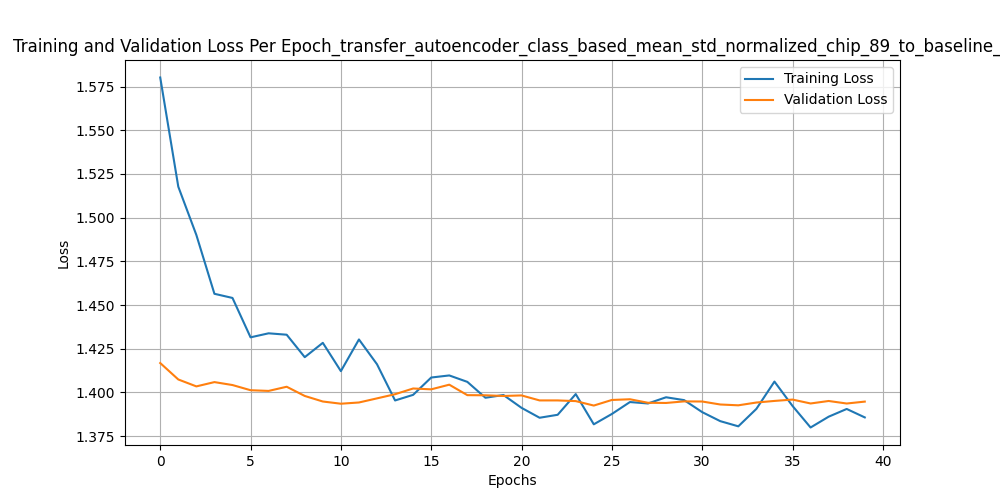 Training and Validation Loss Per Epoch_transfer_autoencoder_class_based_mean_std_normalized_chip_89_to_baseline_
Training Loss
Validation Loss
1.575
1.550
1.525
1.500
1.475
1.450
1.425
1.400
1.375
Loss
0 5 10 15 20 25 30 35 40
Epochs